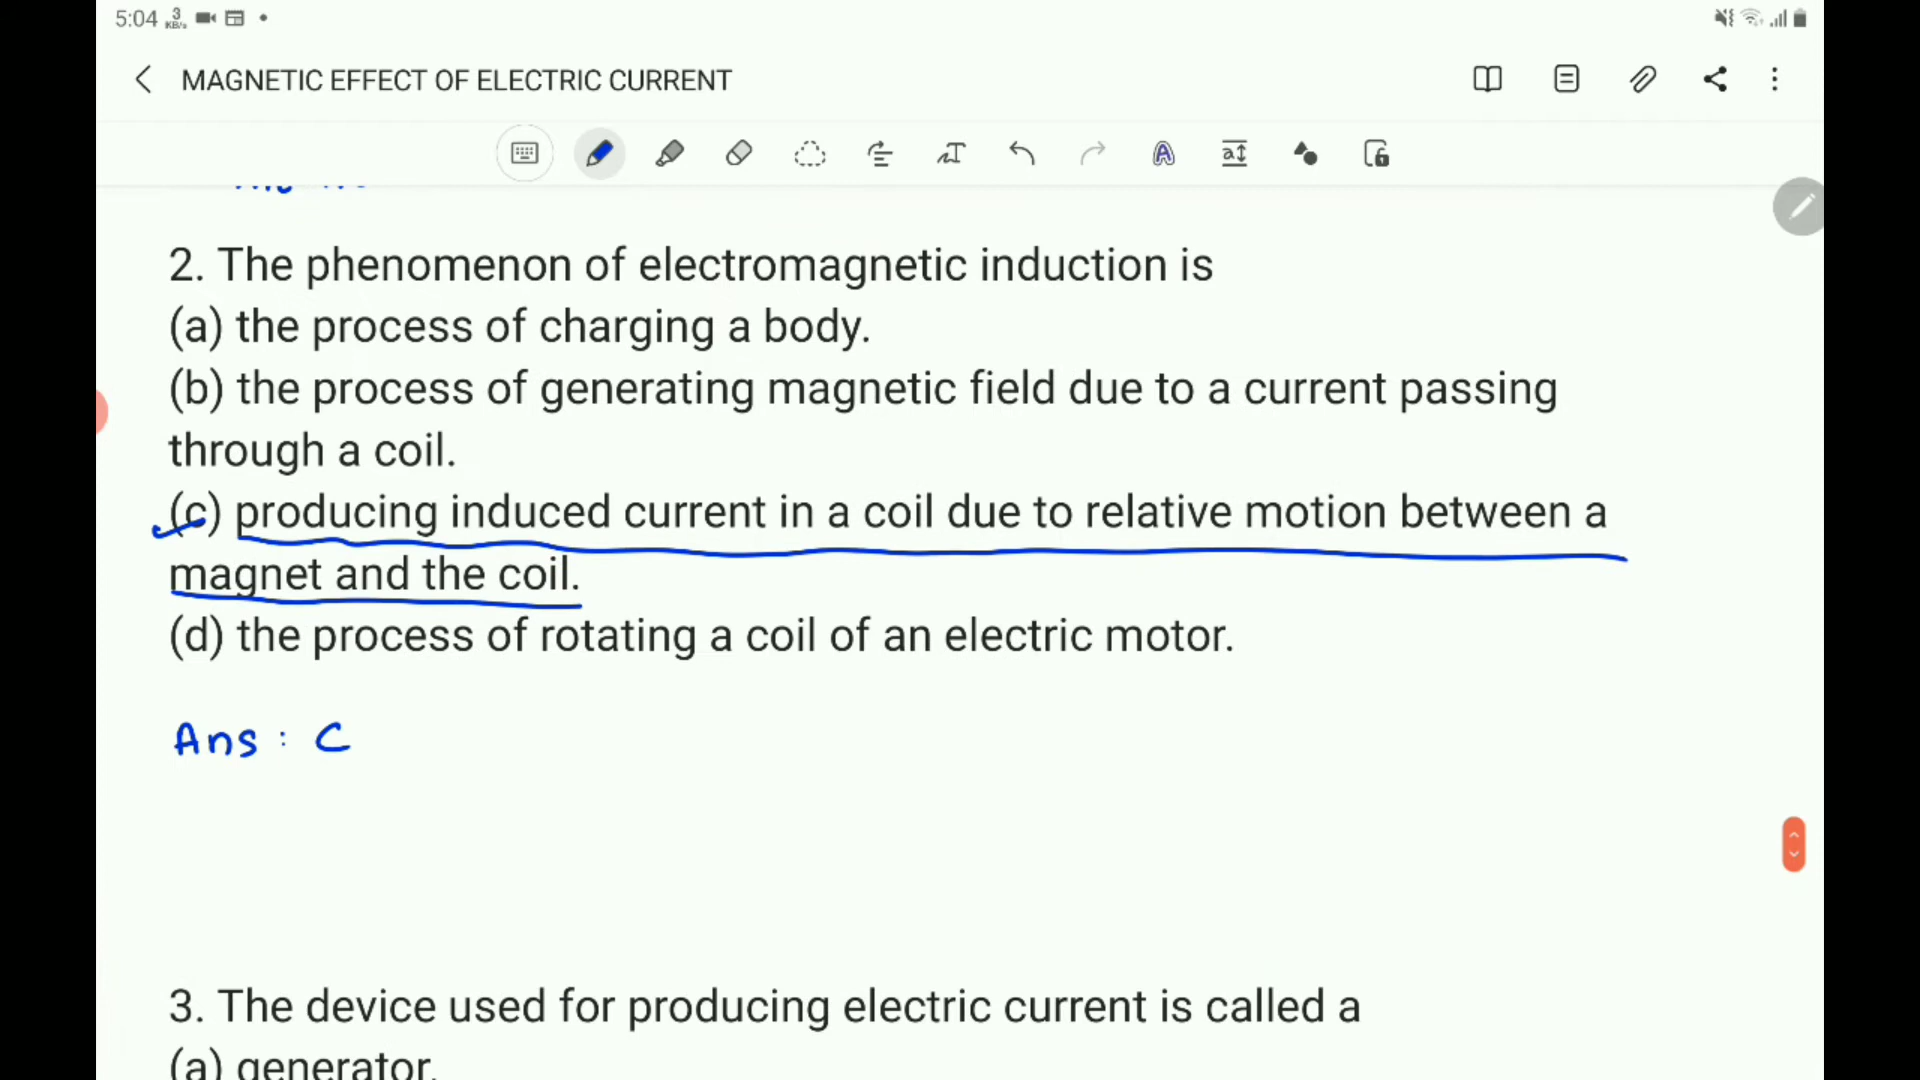 5:04 3 KB/s
MAGNETIC EFFECT OF ELECTRIC CURRENT
2. The phenomenon of electromagnetic induction is
(a) the process of charging a body.
(b) the process of generating magnetic field due to a current passing
through a coil.
(c) producing induced current in a coil due to relative motion between a
magnet and the coil.
(d) the process of rotating a coil of an electric motor.
Ans : C
3. The device used for producing electric current is called a
(a) generator.